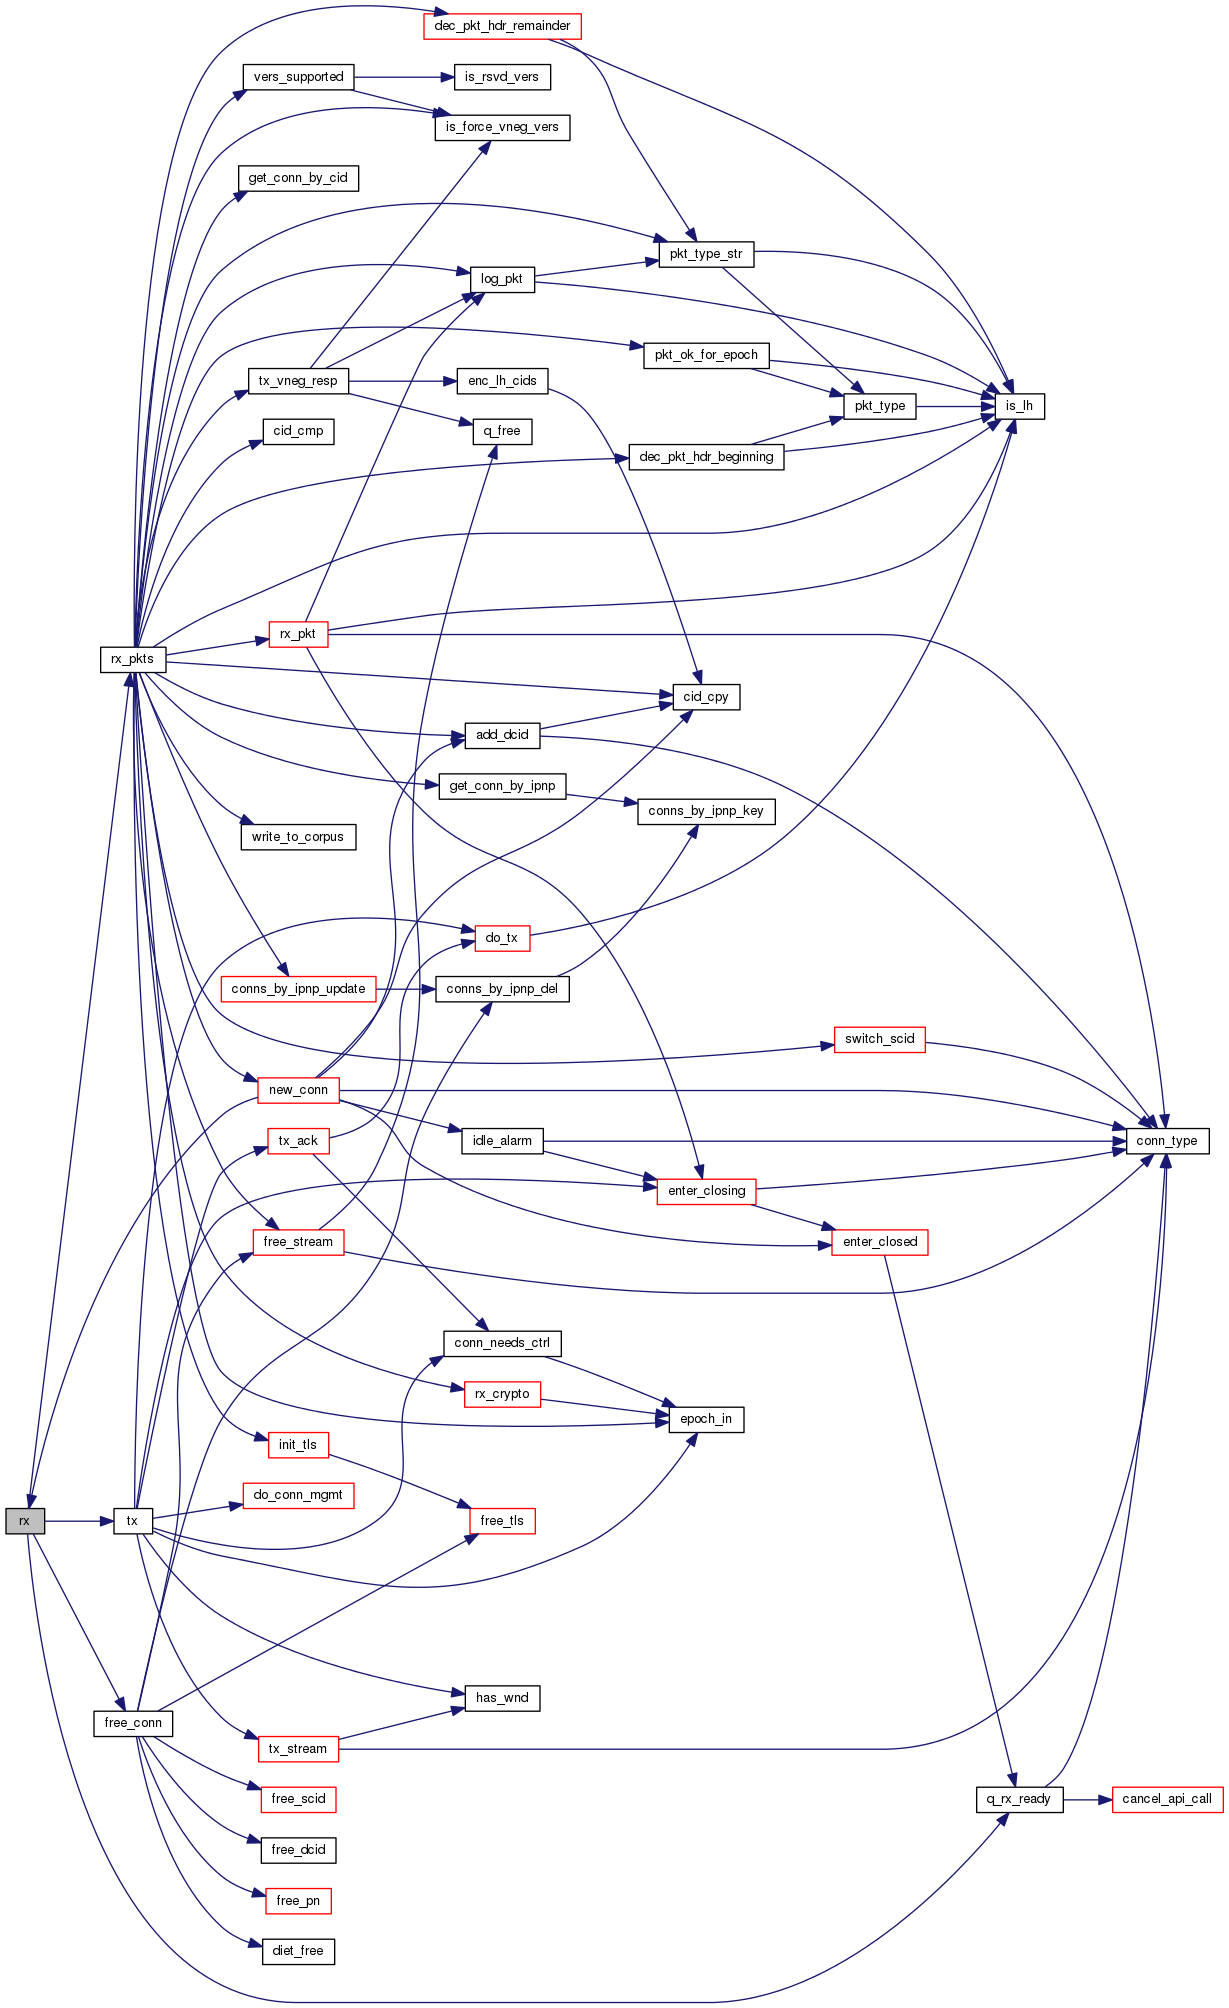 dec_pkt_hdr_remainder
vers_supported
is_rsvd_vers
is_force_vneg_vers
get_conn_by_cid
pkt_type_str
log_pkt
pkt_ok_for_epoch
tx_vneg_resp
enc_lh_cids
pkt_type
is_lh
cid_cmp
q_free
dec_pkt_hdr_beginning
rx_pkt
rx_pkts
cid_cpy
add_dcid
get_conn_by_ipnp
conns_by_ipnp_key
write_to_corpus
do_tx
conns_by_ipnp_update
conns_by_ipnp_del
switch_scid
new_conn
tx_ack
idle_alarm
conn_type
enter_closing
free_stream
enter_closed
conn_needs_ctrl
rx_crypto
epoch_in
init_tls
do_conn_mgmt
rx
tx
free_tls
has_wnd
free_conn
tx_stream
free_scid
q_rx_ready
cancel_api_call
free_dcid
free_pn
diet_free